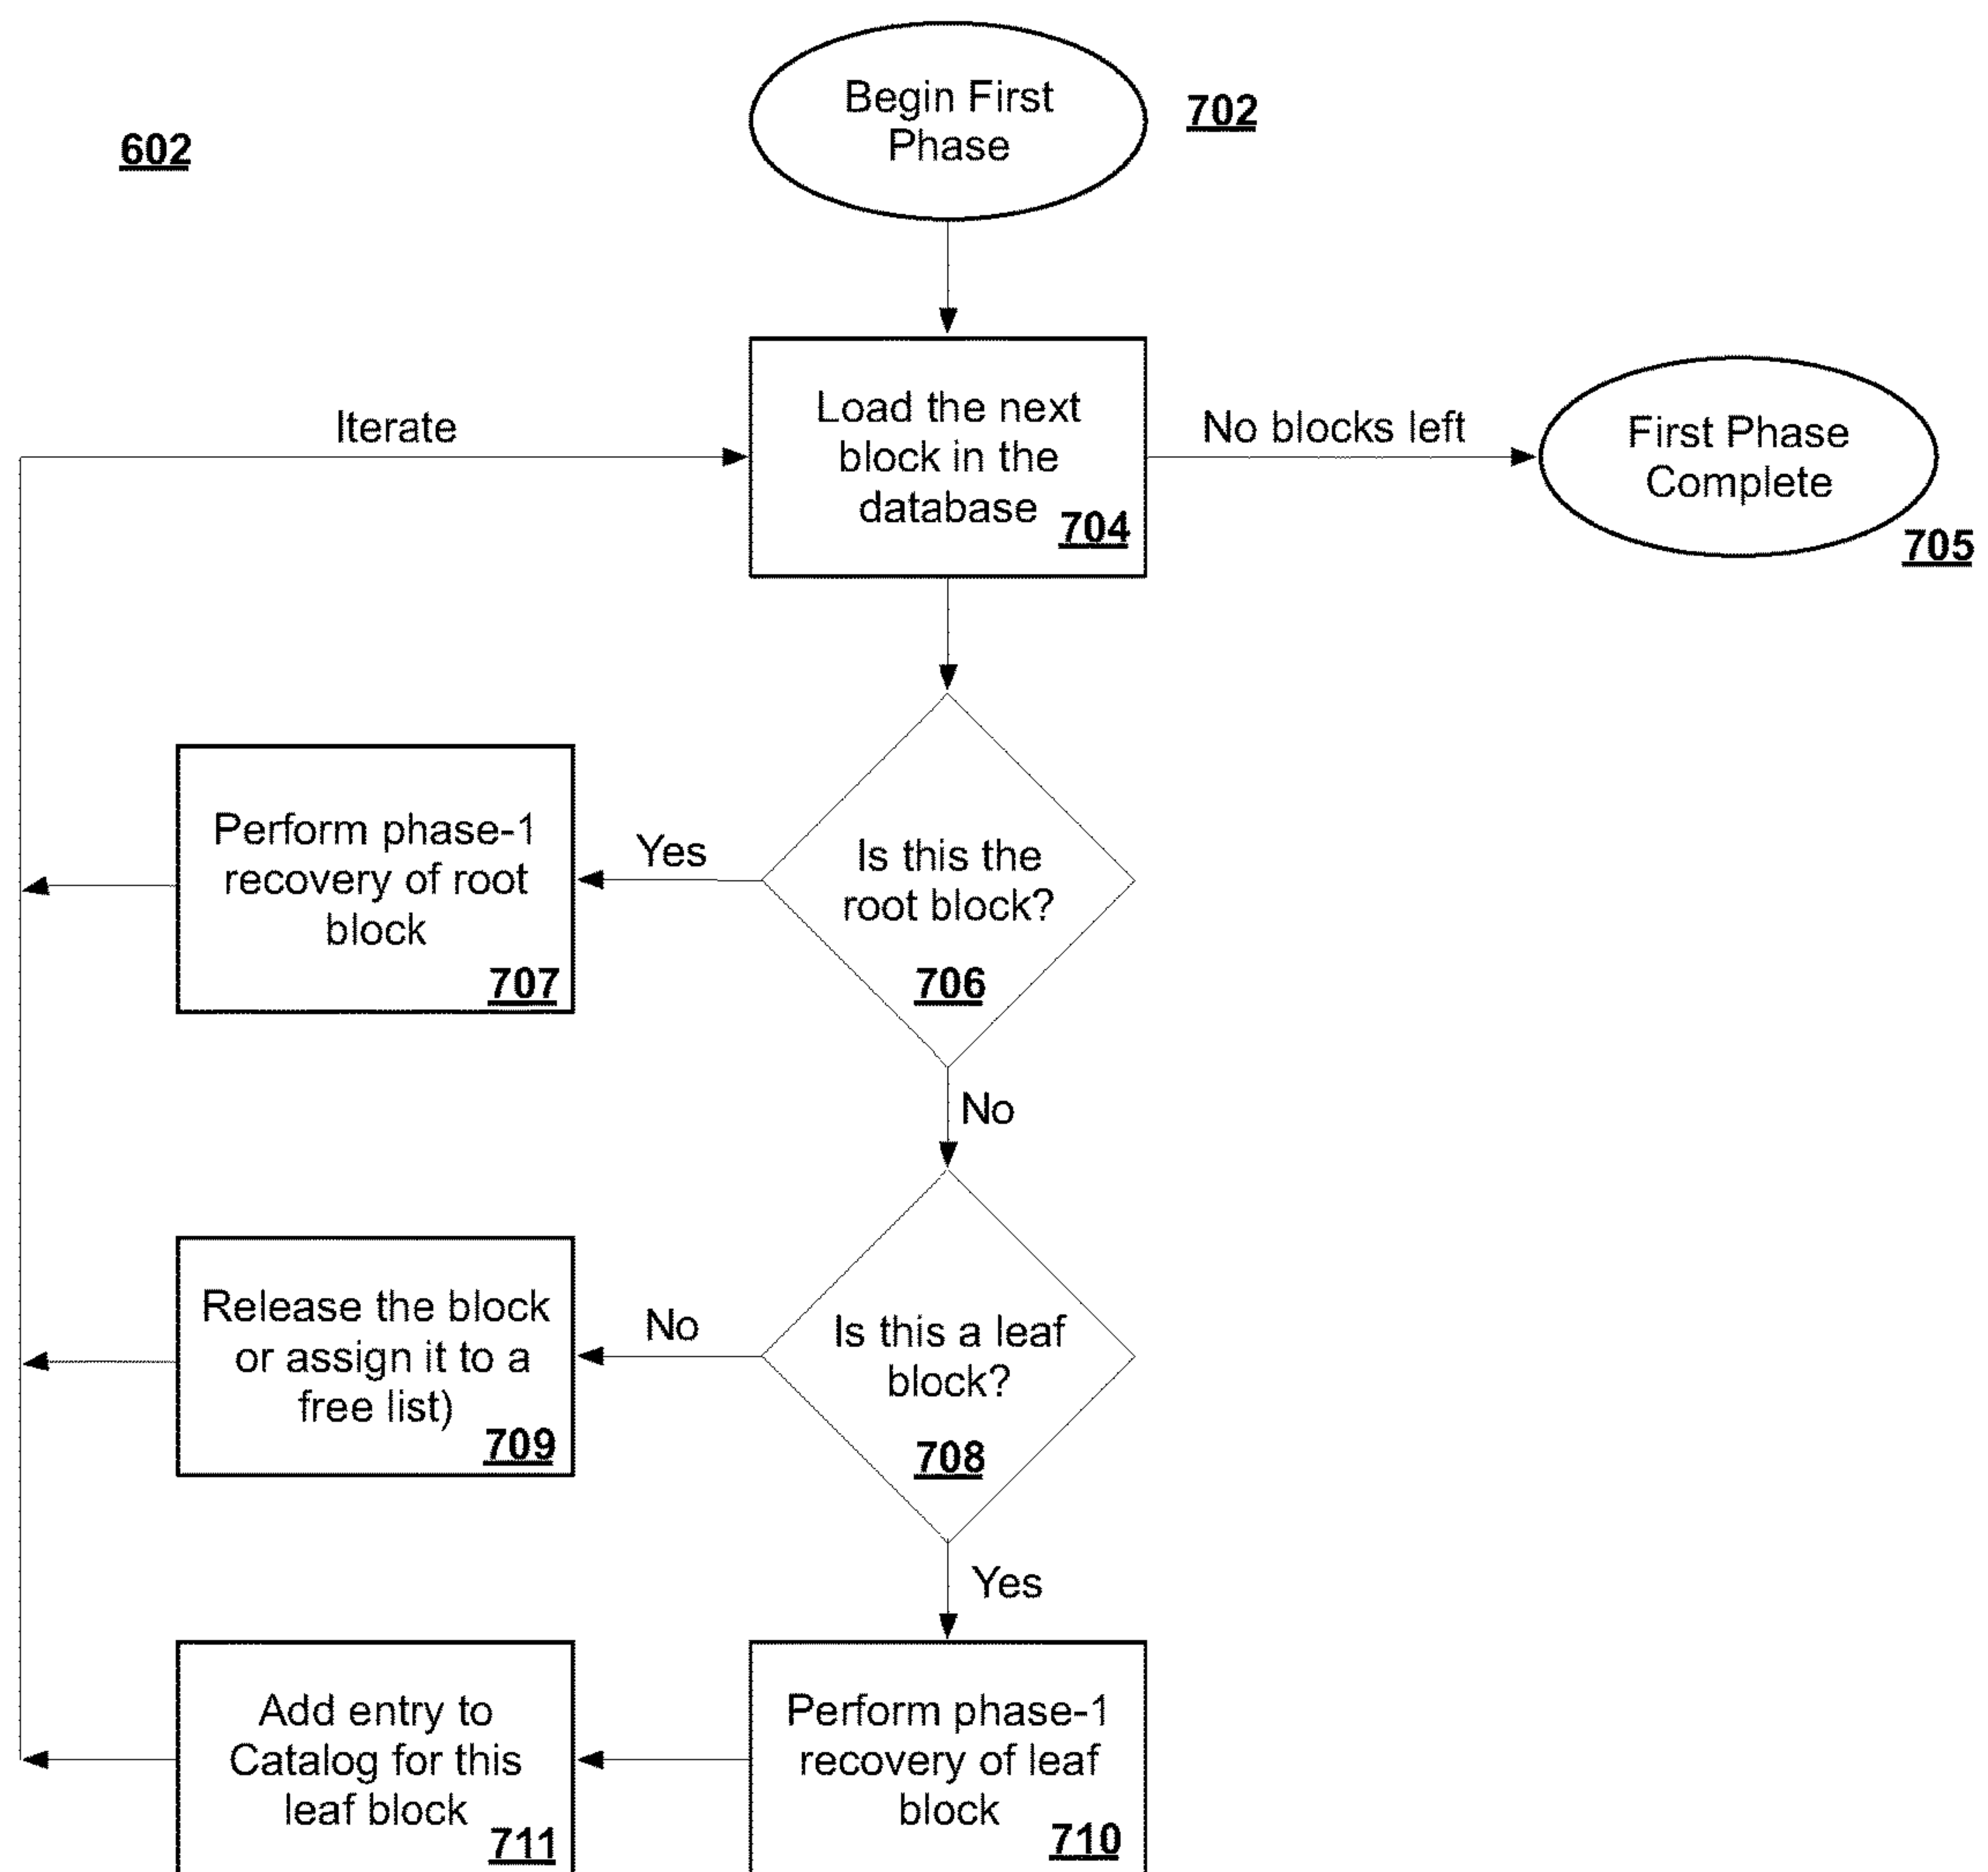 Begin First
Phase
702
602
Load the next
block in the
database
704
Iterate
No blocks left
First Phase
Complete
705
Perform phase-1
recovery of root
block
707
Yes
Is this the
root block?
706
No
Release the block
or assign it to a
free list)
709
No
Is this a leaf
block?
708
Yes
Add entry to
Catalog for this
leaf block
711
Perform phase-1
recovery of leaf
block
710